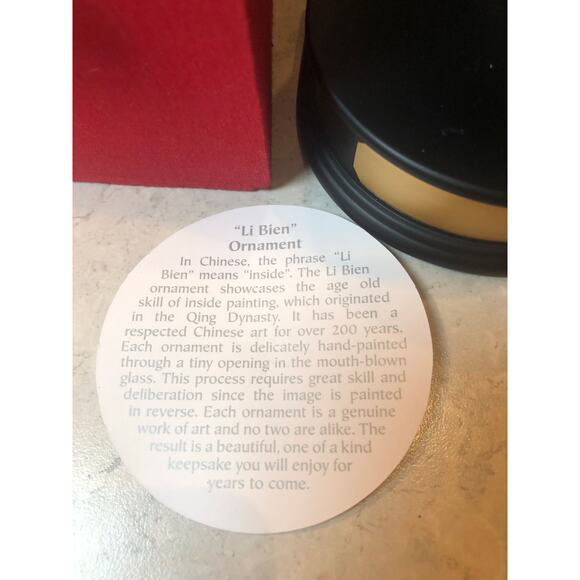 “Li Bien”
Ornament
In Chinese, the phrase “Li
Bien” means “inside”. The Li Bien
ornament showcases the age old
skill of inside painting, which originated
in the Qing Dynasty. It has been a
respected Chinese art for over 200 years.
Each ornament is delicately hand-painted
through a tiny opening in the mouth-blown
glass. This process requires great skill and
deliberation since the image is painted
in reverse. Each ornament is a genuine
work of art and no two are alike. The
result is a beautiful, one of a kind
keepsake you will enjoy for
years to come.